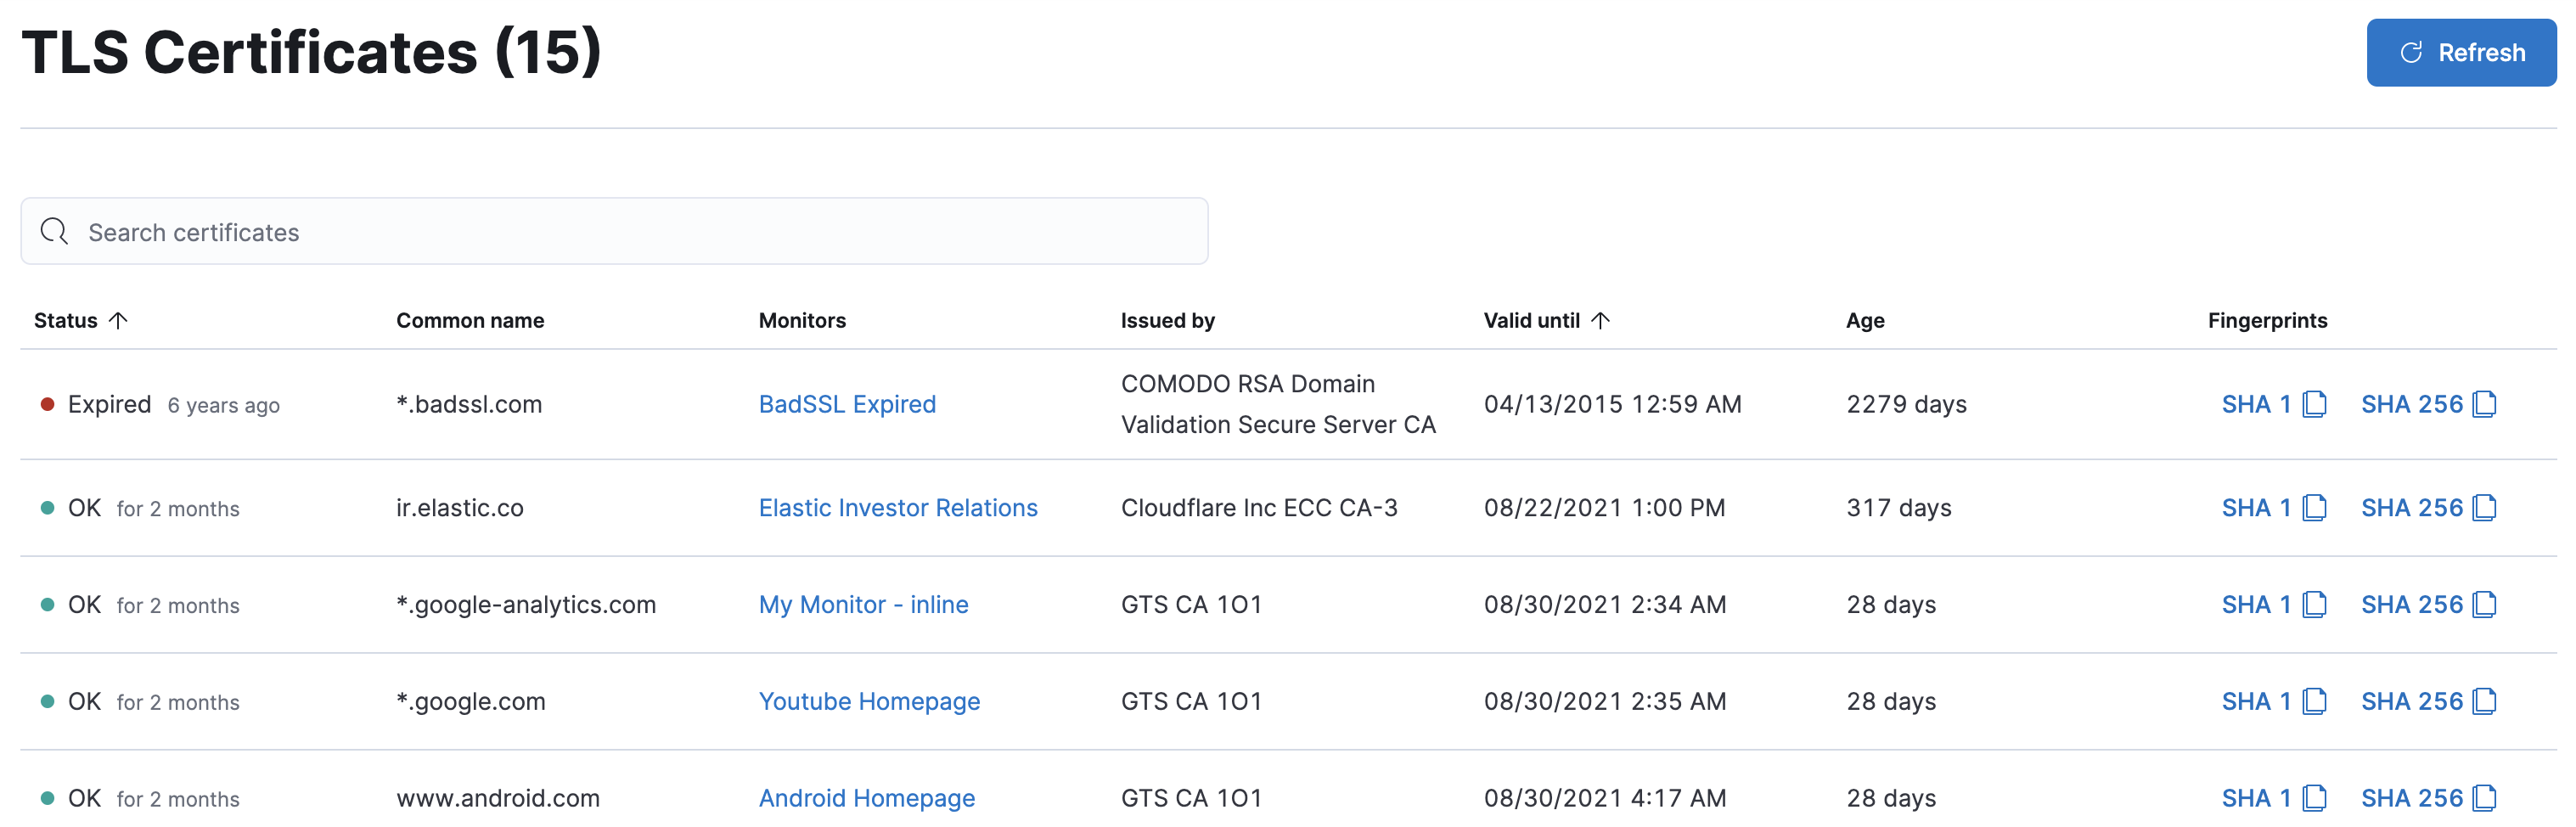 TLS Certificates (15)
Refresh
Search certificates
Status Common name Monitors Issued by Valid until Age Fingerprints
Expired 6 years ago *.badssl.com BadSSL Expired COMODO RSA Domain 04/13/2015 12:59 AM 2279 days SHA 1 SHA 256
Validation Secure Server CA
OK for 2 months ir.elastic.co Elastic Investor Relations Cloudflare Inc ECC CA-3 08/22/2021 1:00 PM 317 days SHA 1 SHA 256
OK for 2 months *.google-analytics.com My Monitor - inline GTS CA 1O1 08/30/2021 2:34 AM 28 days SHA 1 SHA 256
OK for 2 months *.google.com Youtube Homepage GTS CA 1O1 08/30/2021 2:35 AM 28 days SHA 1 SHA 256
OK for 2 months www.android.com Android Homepage GTS CA 1O1 08/30/2021 4:17 AM 28 days SHA 1 SHA 256